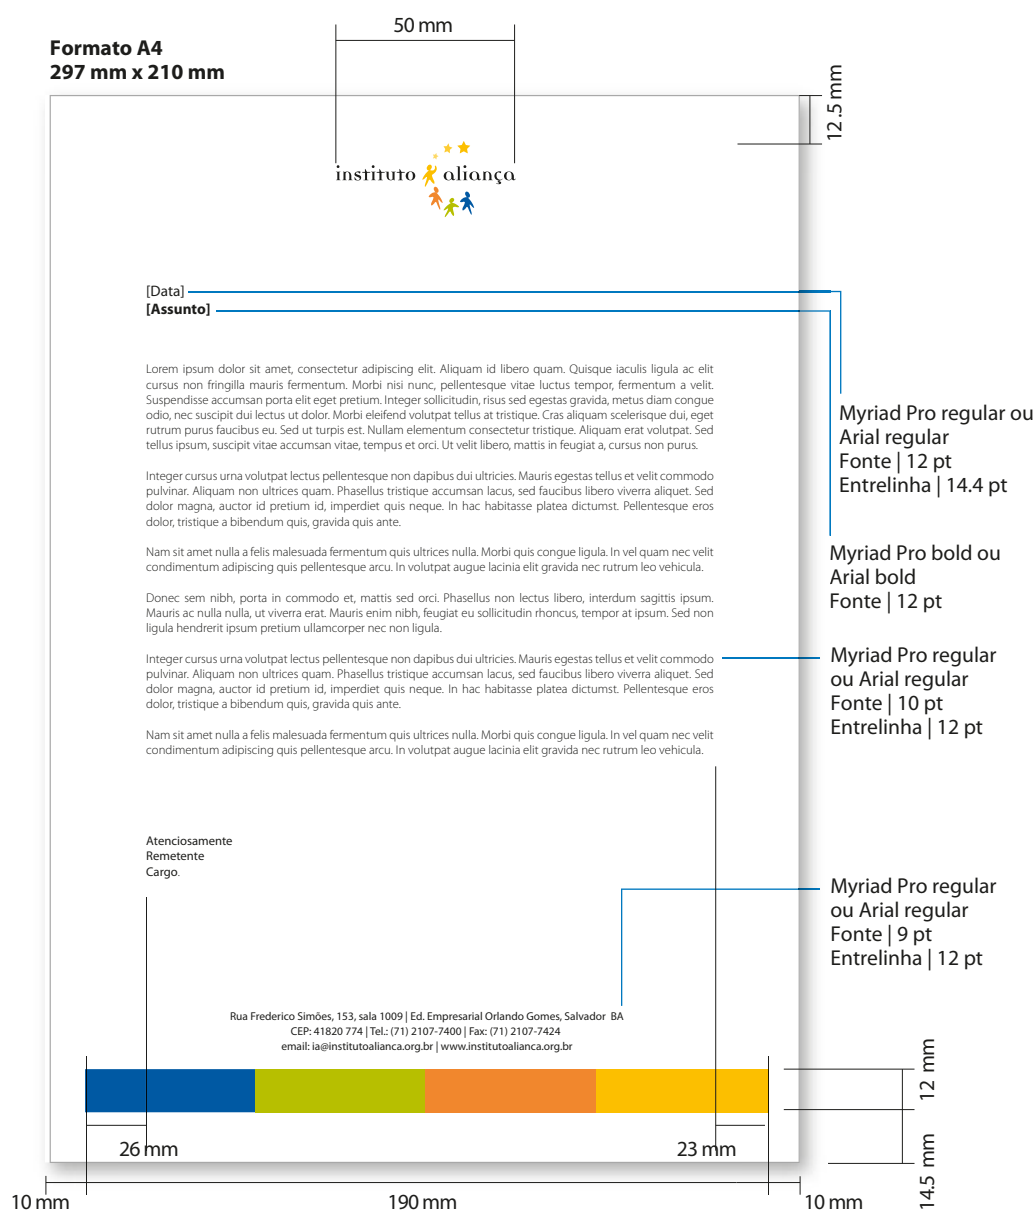 50 mm
Formato A4
297 mm x 210 mm
12.5 mm
instituto aliança
[Data]
[Assunto]
Lorem ipsum dolor sit amet, consectetur adipiscing elit. Aliquam id libero quam. Quisque iaculis ligula ac elit
cursus non fringilla mauris fermentum. Morbi nisi nunc, pellentesque vitae luctus tempor, fermentum a velit.
Suspendisse accumsan porta elit eget pretium. Integer sollicitudin, risus sed egestas gravida, metus diam congue
odio, nec suscipit dui lectus ut dolor. Morbi eleifend volutpat tellus at tristique. Cras aliquam scelerisque dui, eget
rutrum purus faucibus eu. Sed ut turpis est. Nullam elementum consectetur tristique. Aliquam erat volutpat. Sed
tellus ipsum, suscipit vitae accumsan vitae, tempus et orci. Ut velit libero, mattis in feugiat a, cursus non purus.
Integer cursus urna volutpat lectus pellentesque non dapibus dui ultricies. Mauris egestas tellus et velit commodo
pulvinar. Aliquam non ultrices quam. Phasellus tristique accumsan lacus, sed faucibus libero viverra aliquet. Sed
dolor magna, auctor id pretium id, imperdiet quis neque. In hac habitasse platea dictumst. Pellentesque eros
dolor, tristique a bibendum quis, gravida quis ante.
Nam sit amet nulla a felis malesuada fermentum quis ultrices nulla. Morbi quis congue ligula. In vel quam nec velit
condimentum adipiscing quis pellentesque arcu. In volutpat augue lacinia elit gravida nec rutrum leo vehicula.
Donec sem nibh, porta in commodo et, mattis sed orci. Phasellus non lectus libero, interdum sagittis ipsum.
Mauris ac nulla nulla, ut viverra erat. Mauris enim nibh, feugiat eu sollicitudin rhoncus, tempor at ipsum. Sed non
ligula hendrerit ipsum pretium ullamcorper nec non ligula.
Integer cursus urna volutpat lectus pellentesque non dapibus dui ultricies. Mauris egestas tellus et velit commodo
pulvinar. Aliquam non ultrices quam. Phasellus tristique accumsan lacus, sed faucibus libero viverra aliquet. Sed
dolor magna, auctor id pretium id, imperdiet quis neque. In hac habitasse platea dictumst. Pellentesque eros
dolor, tristique a bibendum quis, gravida quis ante.
Nam sit amet nulla a felis malesuada fermentum quis ultrices nulla. Morbi quis congue ligula. In vel quam nec velit
condimentum adipiscing quis pellentesque arcu. In volutpat augue lacinia elit gravida nec rutrum leo vehicula.
Atenciosamente
Remetente
Cargo.
Myriad Pro regular ou
Arial regular
Fonte | 12 pt
Entrelinha | 14.4 pt
Myriad Pro bold ou
Arial bold
Fonte | 12 pt
Myriad Pro regular
ou Arial regular
Fonte | 10 pt
Entrelinha | 12 pt
Myriad Pro regular
ou Arial regular
Fonte | 9 pt
Entrelinha | 12 pt
Rua Frederico Simões, 153, sala 1009 | Ed. Empresarial Orlando Gomes, Salvador BA
CEP: 41820 774 | Tel.: (71) 2107-7400 | Fax: (71) 2107-7424
email: ia@institutoalianca.org.br | www.institutoalianca.org.br
12 mm
26 mm
23 mm
14.5 mm
10 mm
190 mm
10 mm